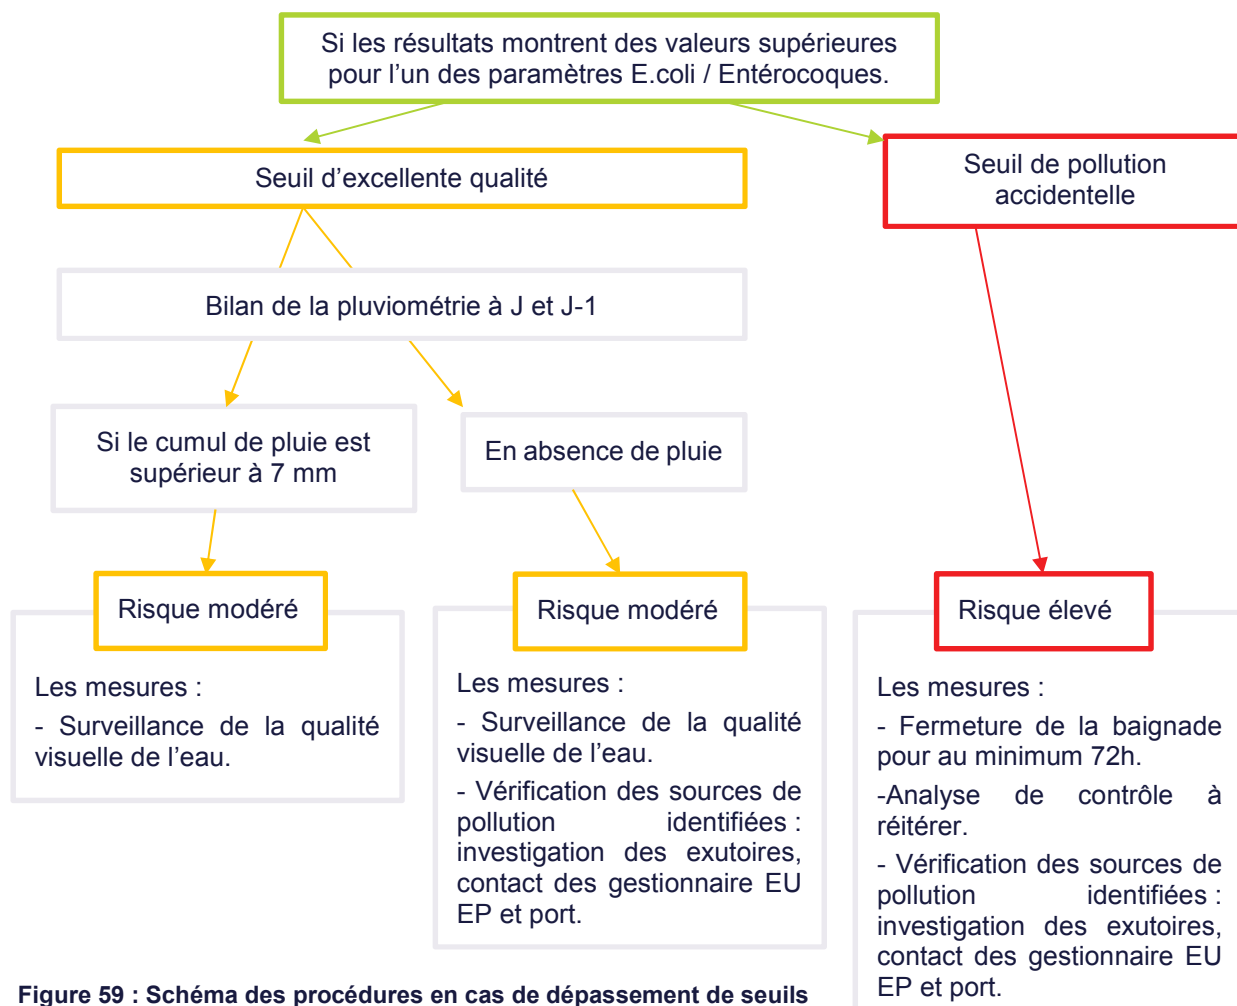 Si les résultats montrent des valeurs supérieures
pour l'un des paramètres E.coli / Entérocoques.
Seuil d'excellente qualité
Seuil de pollution
accidentelle
Bilan de la pluviométrie à J et J-1
Si le cumul de pluie est
supérieur à 7 mm
En absence de pluie
Risque modéré
Les mesures :
- Surveillance de la qualité
visuelle de l'eau.
Risque modéré
Les mesures :
- Surveillance de la qualité
visuelle de l'eau.
- Vérification des sources de
pollution identifiées :
investigation des exutoires,
contact des gestionnaire EU
EP et port.
Risque élevé
Les mesures :
- Fermeture de la baignade
pour au minimum 72h.
-Analyse de contrôle à
réitérer.
- Vérification des sources de
pollution identifiées :
investigation des exutoires,
contact des gestionnaire EU
EP et port.
Figure 59 : Schéma des procédures en cas de dépassement de seuils